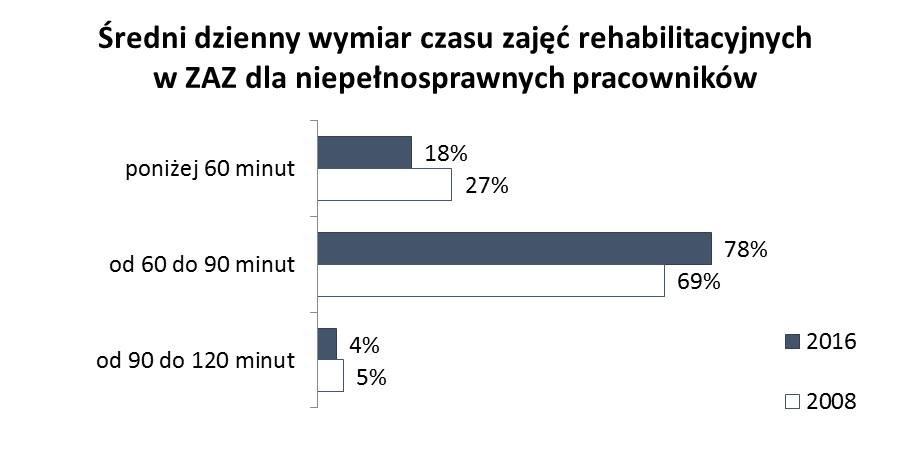 Średni dzienny wymiar czasu zajęć rehabilitacyjnych
w ZAZ dla niepełnosprawnych pracowników
poniżej 60 minut
18%
27%
od 60 do 90 minut
78%
69%
od 90 do 120 minut
4%
5%
2016
2008